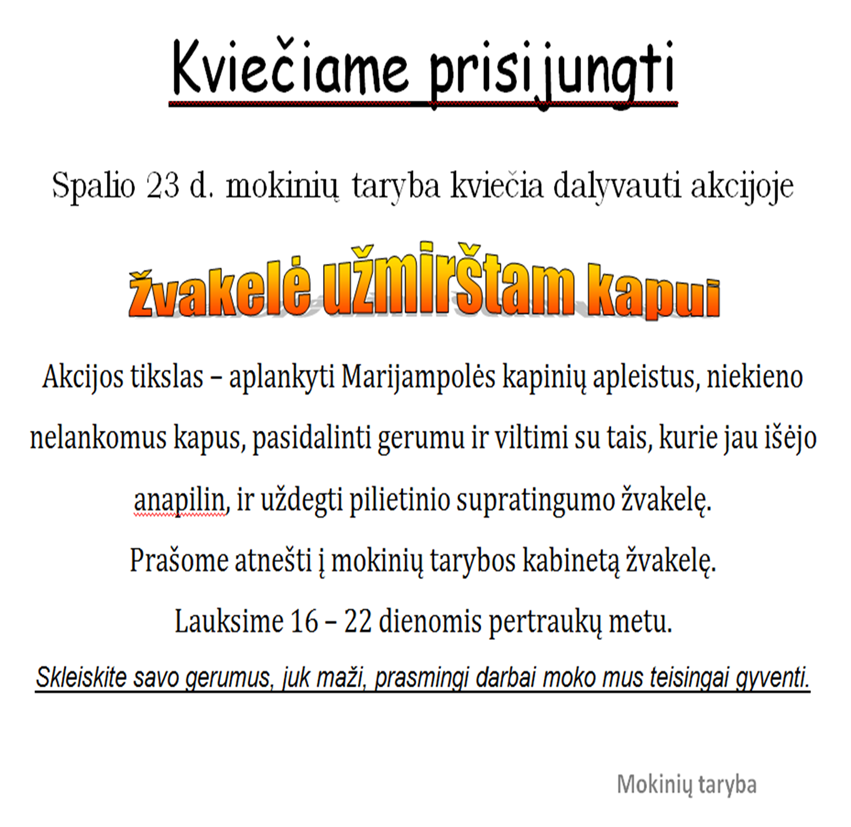 Kviečiame prisijungti
Spalio 23 d. mokinių taryba kviečia dalyvauti akcijoje
žvakelė užmirštam kapui
Akcijos tikslas – aplankyti Marijampolės kapinių apleistus, niekieno
nelankomus kapus, pasidalinti gerumu ir viltimi su tais, kurie jau išėjo
anapilin, ir uždegti pilietinio supratingumo žvakelę.
Prašome atnešti į mokinių tarybos kabinetą žvakelę.
Lauksime 16 – 22 dienomis pertraukų metu.
Skleiskite savo gerumus, juk maži, prasmingi darbai moko mus teisingai gyventi.
Mokinių taryba